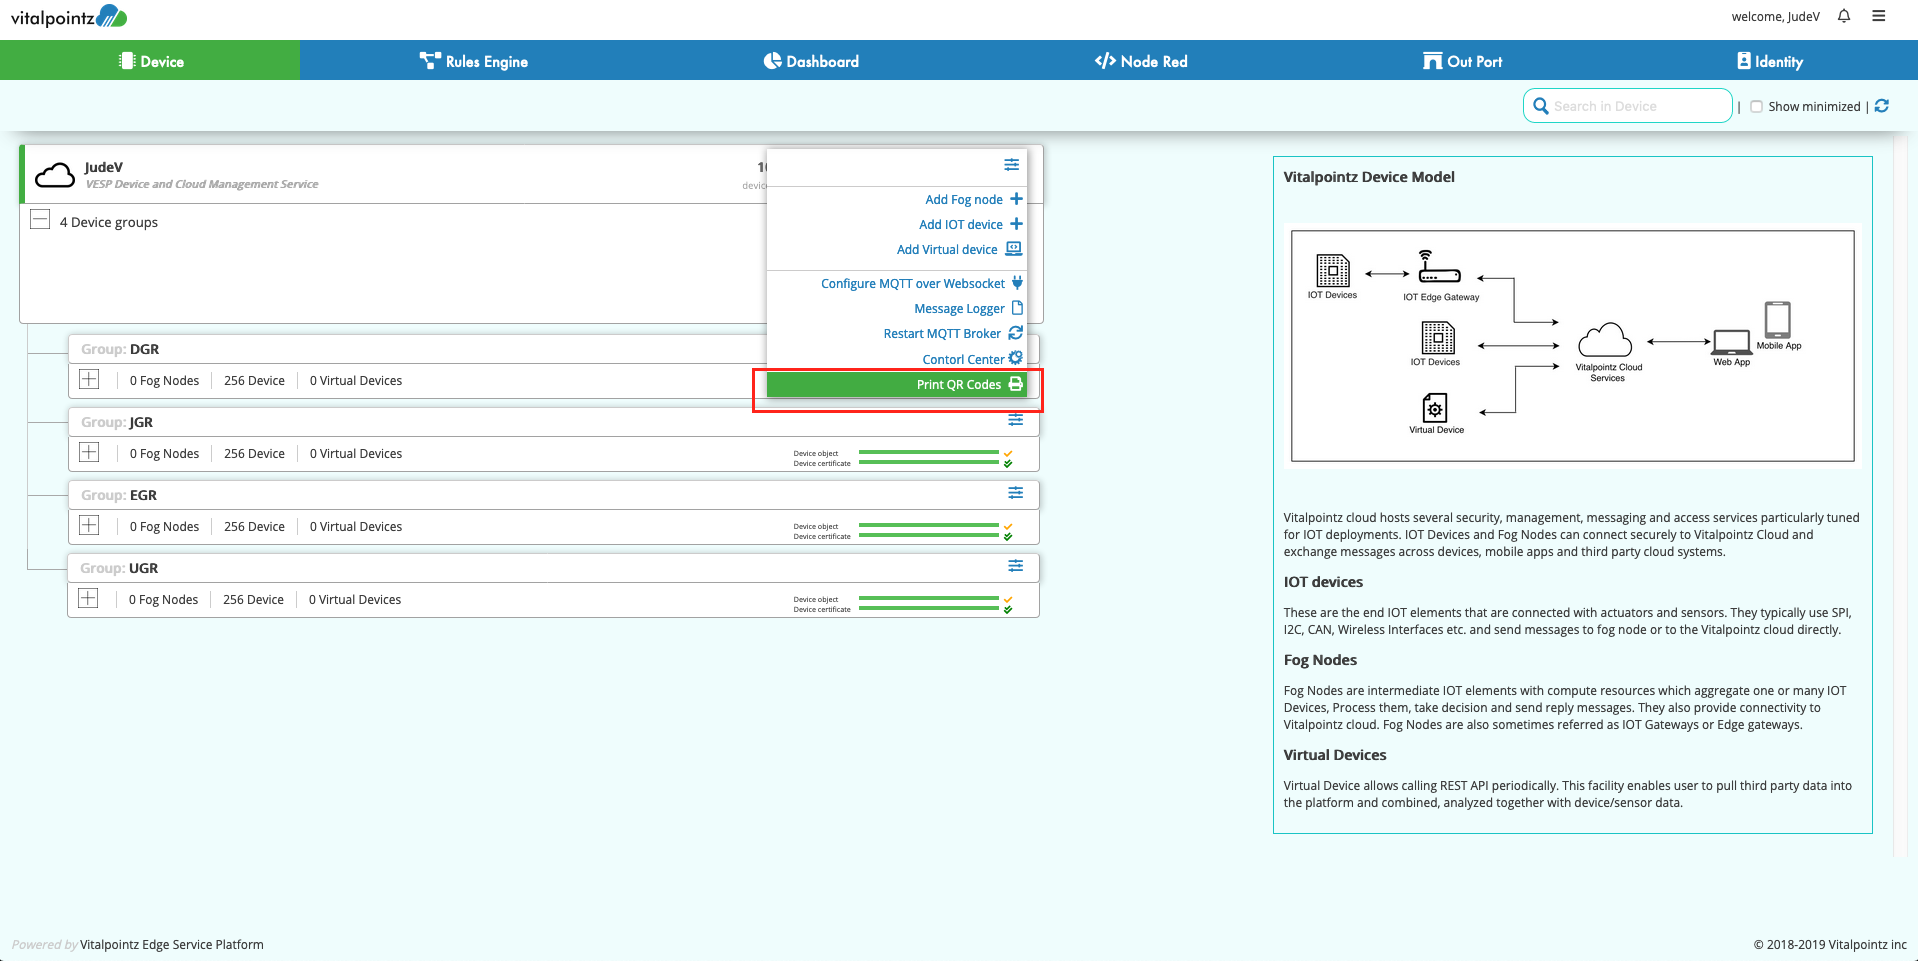 vitalpointz
welcome, JudeV
Device
Rules Engine
Dashboard
Node Red
Out Port
Identity
Search in Device
| Show minimized |
JudeV
VESP Device and Cloud Management Service
4 Device groups
Add Fog node
Add IOT device
Add Virtual device
Configure MQTT over Websocket
Message Logger
Restart MQTT Broker
Contorl Center
Print QR Codes
Group: DGR
0 Fog Nodes
256 Device
0 Virtual Devices
Group: JGR
0 Fog Nodes
256 Device
0 Virtual Devices
Device object
Device certificate
Group: EGR
0 Fog Nodes
256 Device
0 Virtual Devices
Device object
Device certificate
Group: UGR
0 Fog Nodes
256 Device
0 Virtual Devices
Device object
Device certificate
Vitalpointz Device Model
IOT Devices
IOT Edge Gateway
IOT Devices
Virtual Device
Vitalpointz Cloud
Services
Web App
Mobile App
Vitalpointz cloud hosts several security, management, messaging and access services particularly tuned
for IOT deployments. IOT Devices and Fog Nodes can connect securely to Vitalpointz Cloud and
exchange messages across devices, mobile apps and third party cloud systems.
IOT devices
These are the end IOT elements that are connected with actuators and sensors. They typically use SPI,
I2C, CAN, Wireless Interfaces etc. and send messages to fog node or to the Vitalpointz cloud directly.
Fog Nodes
Fog Nodes are intermediate IOT elements with compute resources which aggregate one or many IOT
Devices, Process them, take decision and send reply messages. They also provide connectivity to
Vitalpointz cloud. Fog Nodes are also sometimes referred as IOT Gateways or Edge gateways.
Virtual Devices
Virtual Device allows calling REST API periodically. This facility enables user to pull third party data into
the platform and combined, analyzed together with device/sensor data.
Powered by Vitalpointz Edge Service Platform
© 2018-2019 Vitalpointz inc